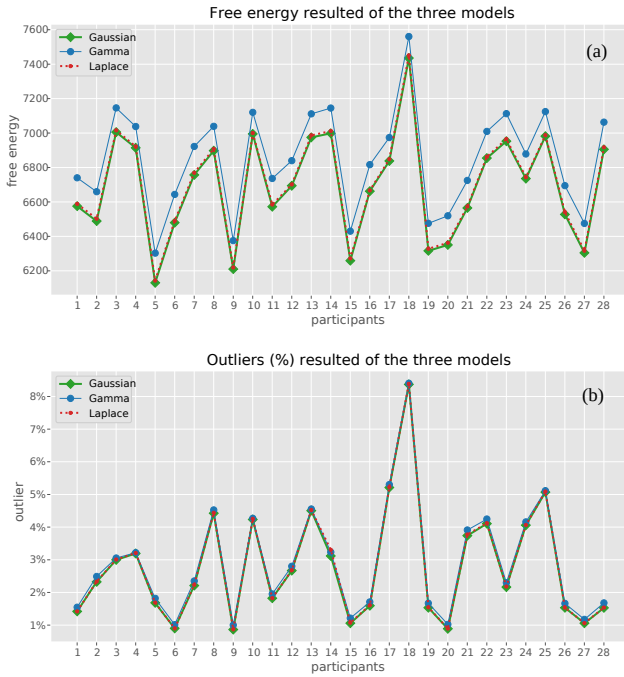 Free energy resulted of the three models
7600
7400
7200
7000
6800
6600
6400
6200
free energy
Gaussian
Gamma
Laplace
(a)
1 2 3 4 5 6 7 8 9 10 11 12 13 14 15 16 17 18 19 20 21 22 23 24 25 26 27 28
participants
Outliers (%) resulted of the three models
8%
7%
6%
5%
4%
3%
2%
1%
outlier
Gaussian
Gamma
Laplace
(b)
1 2 3 4 5 6 7 8 9 10 11 12 13 14 15 16 17 18 19 20 21 22 23 24 25 26 27 28
participants